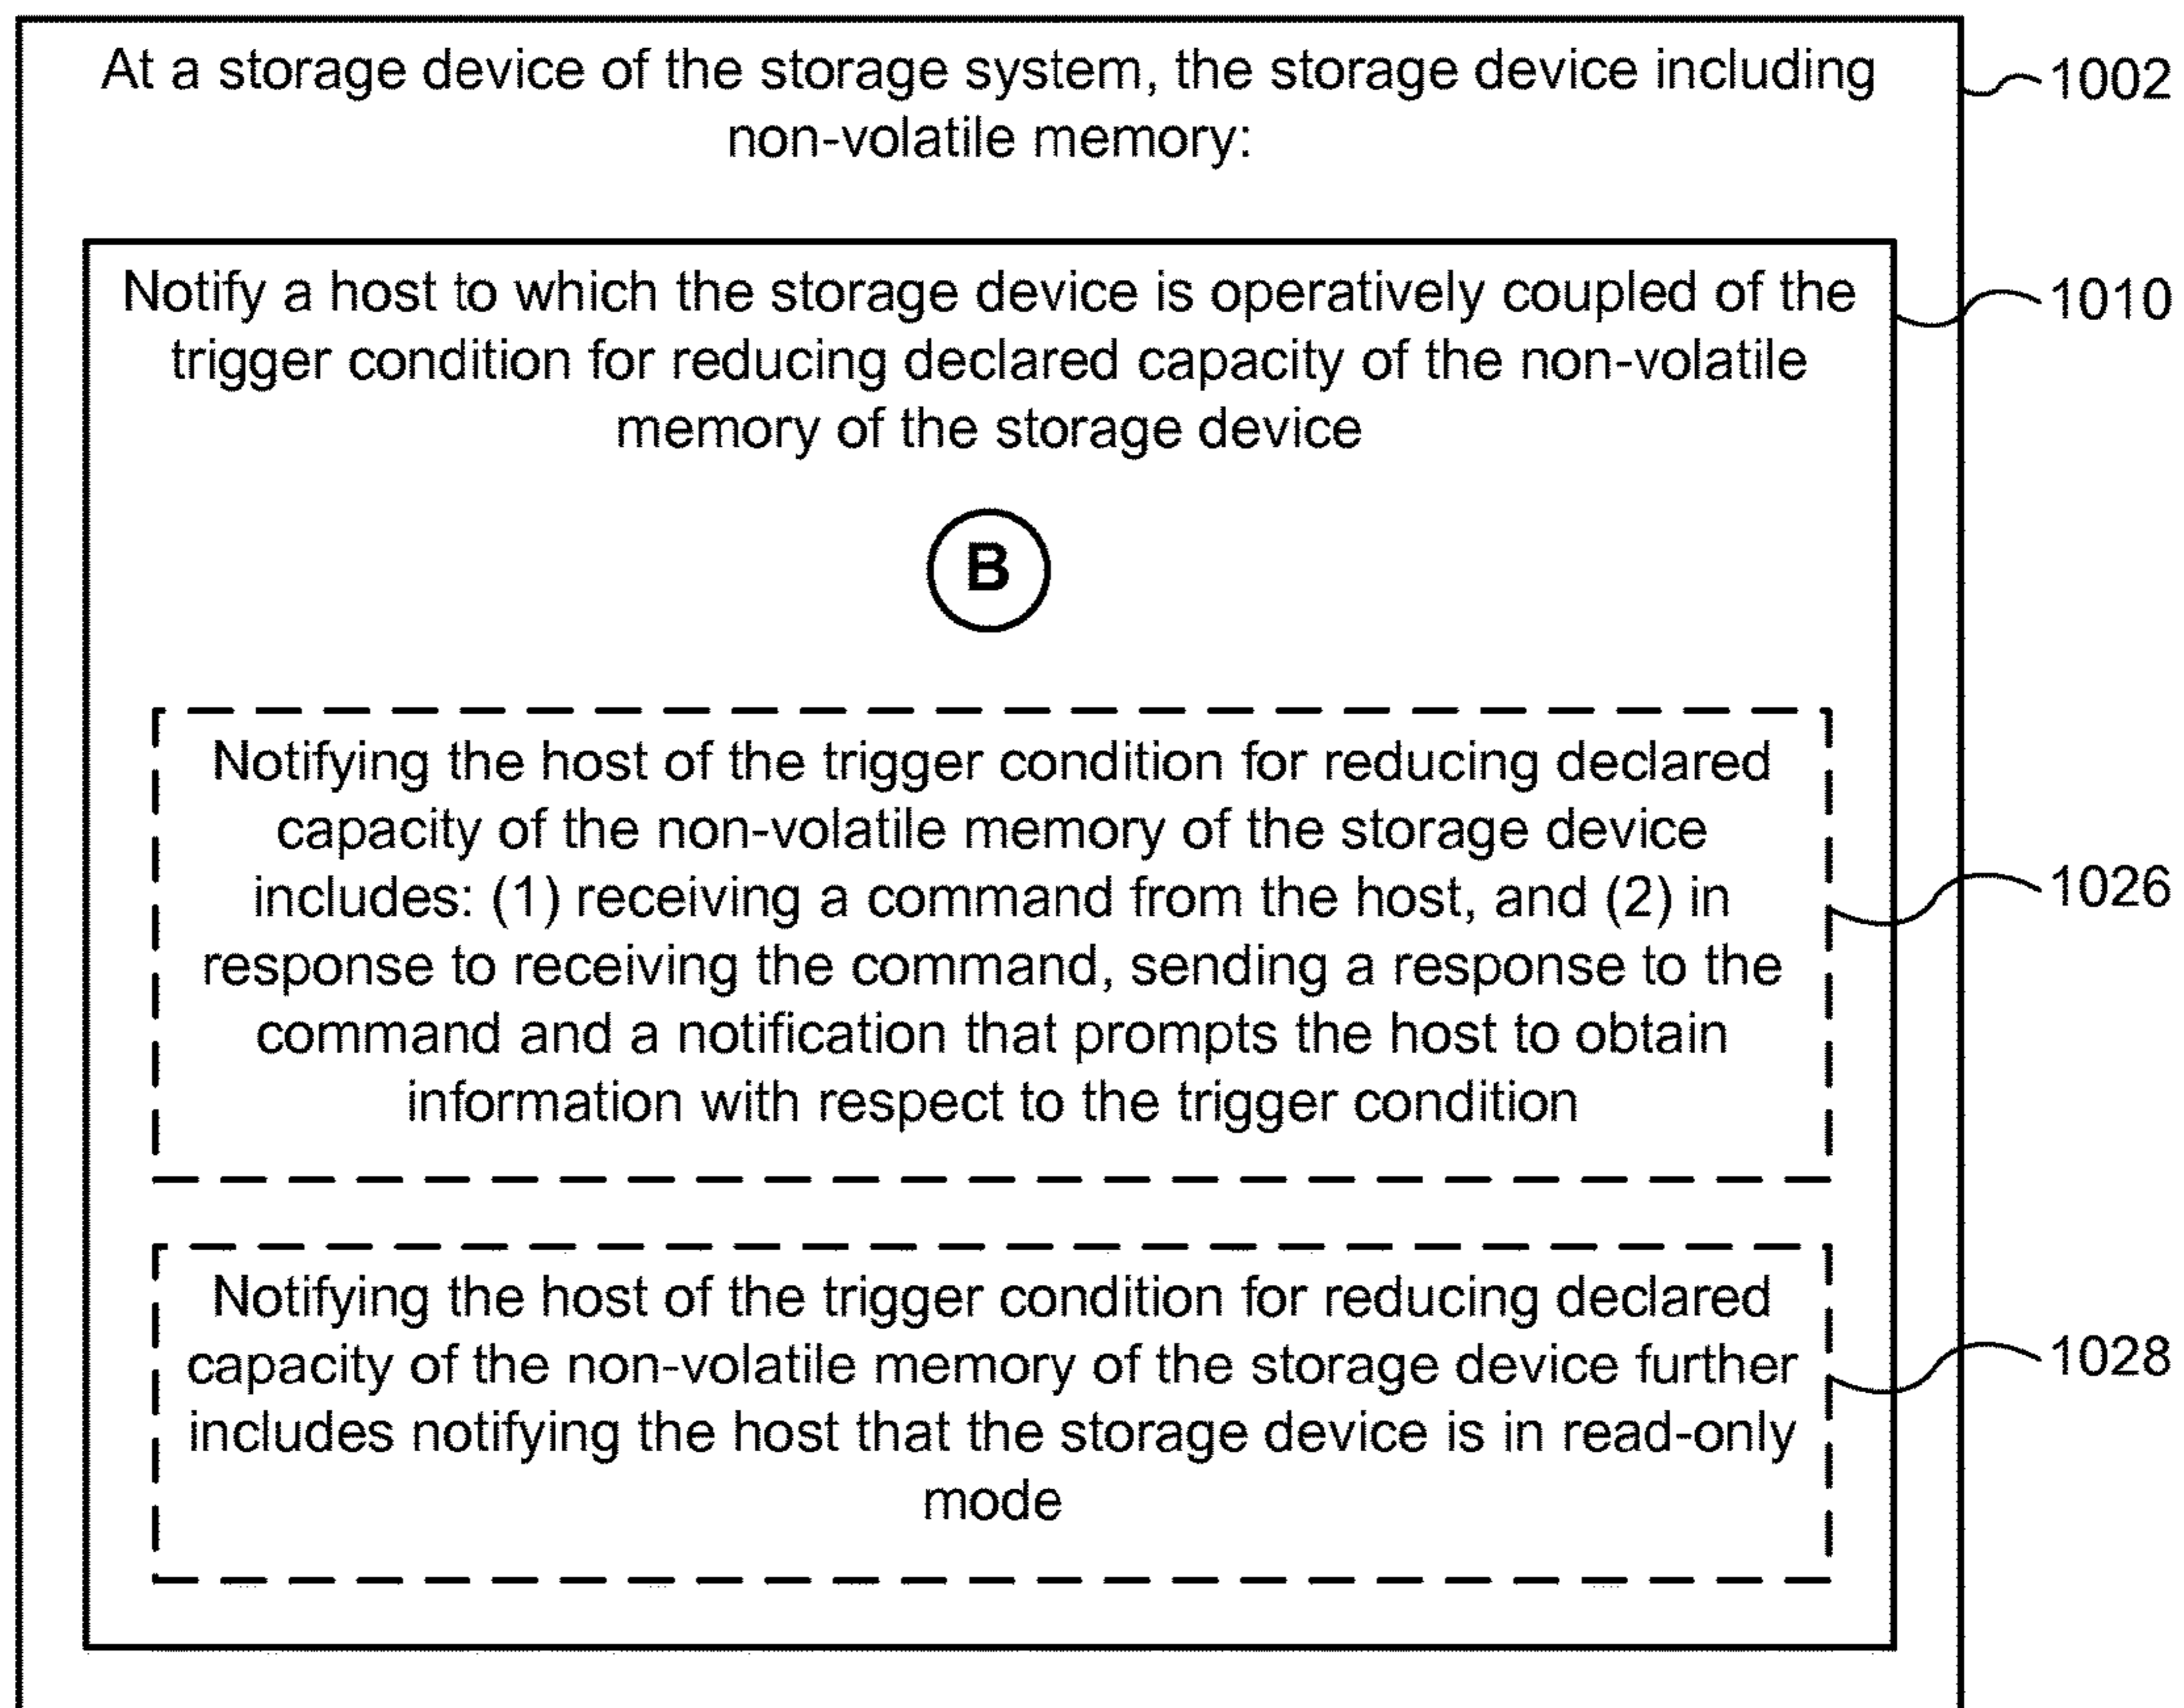 At a storage device of the storage system, the storage device including
non-volatile memory:
1002
Notify a host to which the storage device is operatively coupled of the
trigger condition for reducing declared capacity of the non-volatile
memory of the storage device
1010
B
Notifying the host of the trigger condition for reducing declared
capacity of the non-volatile memory of the storage device
includes: (1) receiving a command from the host, and (2) in
response to receiving the command, sending a response to the
command and a notification that prompts the host to obtain
information with respect to the trigger condition
1026
Notifying the host of the trigger condition for reducing declared
capacity of the non-volatile memory of the storage device further
includes notifying the host that the storage device is in read-only
mode
1028